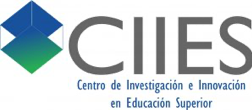 CIIES
Centro de Investigación e Innovación
en Educación Superior